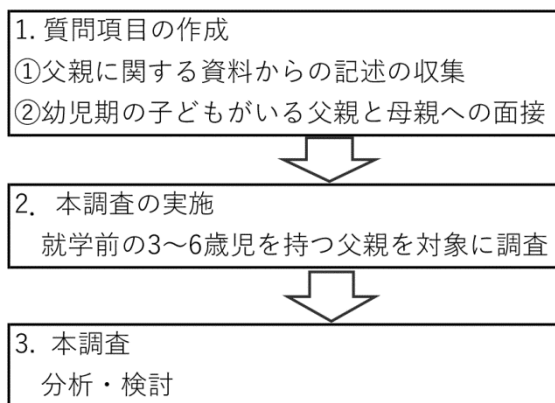 1. 質問項目の作成
①父親に関する資料からの記述の収集
②幼児期の子どもがいる父親と母親への面接
2. 本調査の実施
就学前の3～6歳児を持つ父親を対象に調査
3. 本調査
分析・検討